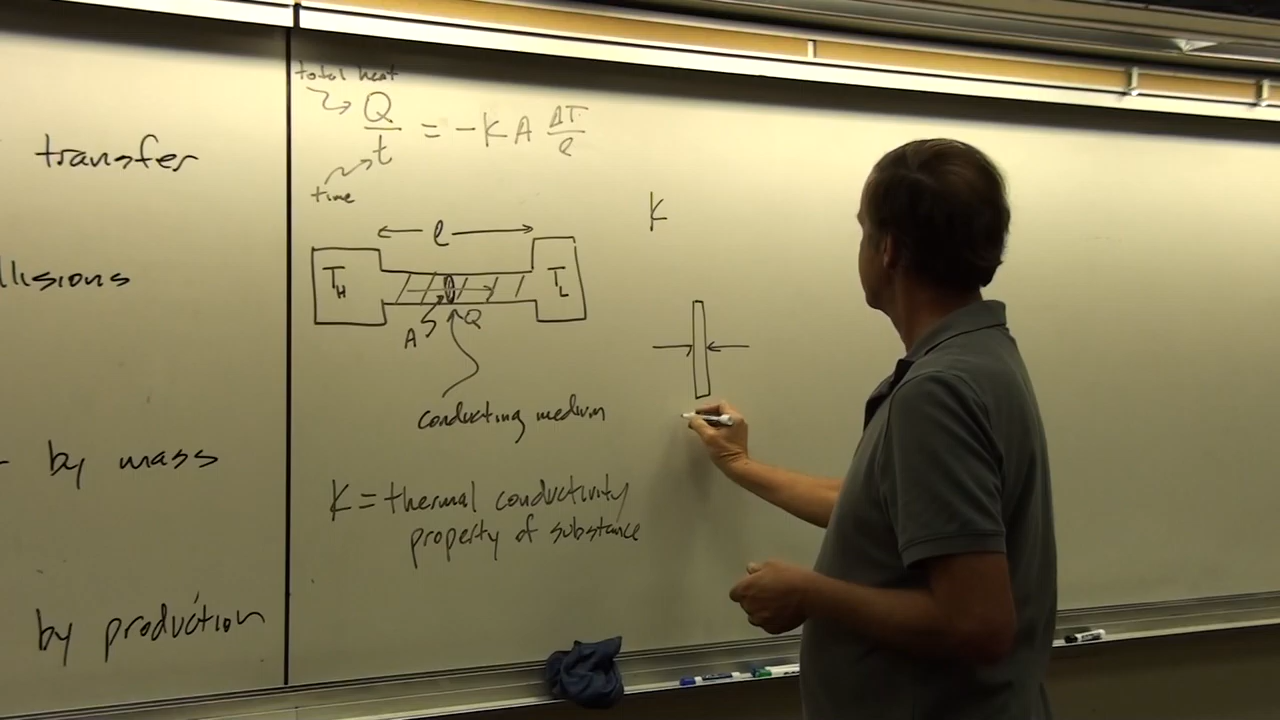 transfer
llisions
by mass
by production
total heat
Q/t = -K A ΔT/ℓ
time
ℓ
T_H
T_L
A
Q
conducting medium
K = thermal conductivity
property of substance
K